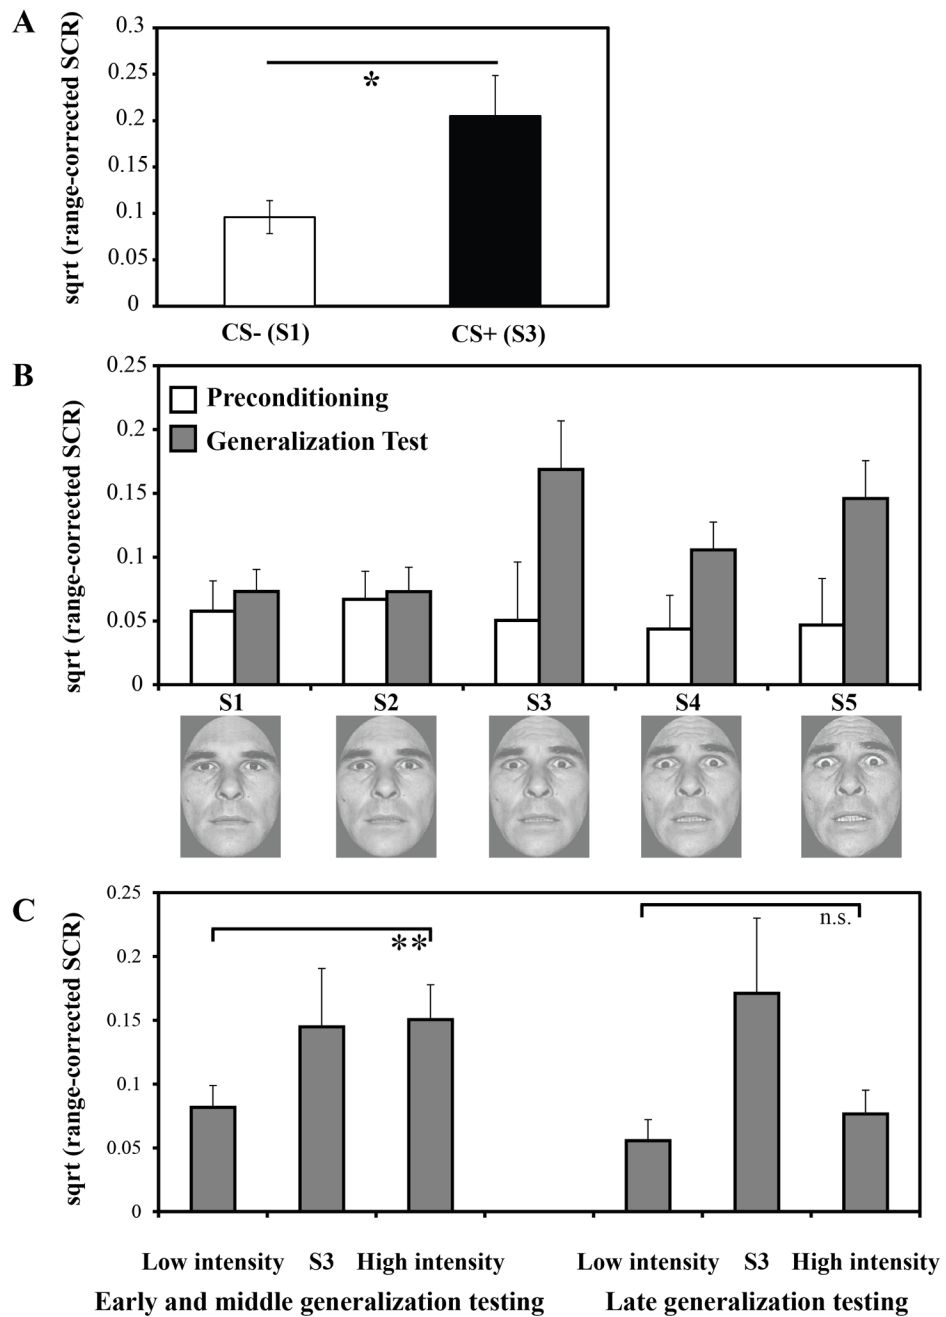 A
sqrt (range-corrected SCR)
0.3
0.25
0.2
0.15
0.1
0.05
0
*
CS- (S1)
CS+ (S3)
B
sqrt (range-corrected SCR)
0.25
0.2
0.15
0.1
0.05
0
Preconditioning
Generalization Test
S1 S2 S3 S4 S5
C
sqrt (range-corrected SCR)
0.25
0.2
0.15
0.1
0.05
0
**
n.s.
Low intensity S3 High intensity
Low intensity S3 High intensity
Early and middle generalization testing
Late generalization testing